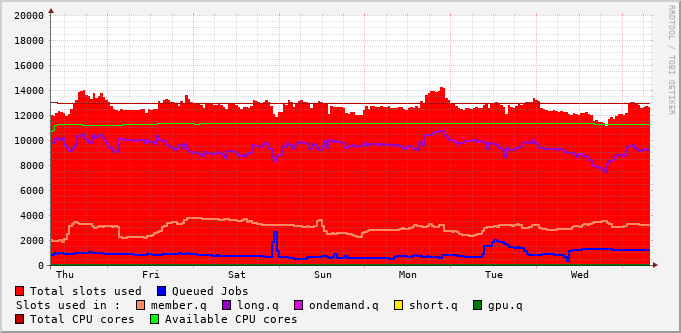 20000
18000
16000
14000
12000
10000
8000
6000
4000
2000
0
Thu Fri Sat Sun Mon Tue Wed
RRDTOOL / TOBI OETIKER
Total slots used Queued Jobs
Slots used in : member.q long.q ondemand.q short.q gpu.q
Total CPU cores Available CPU cores